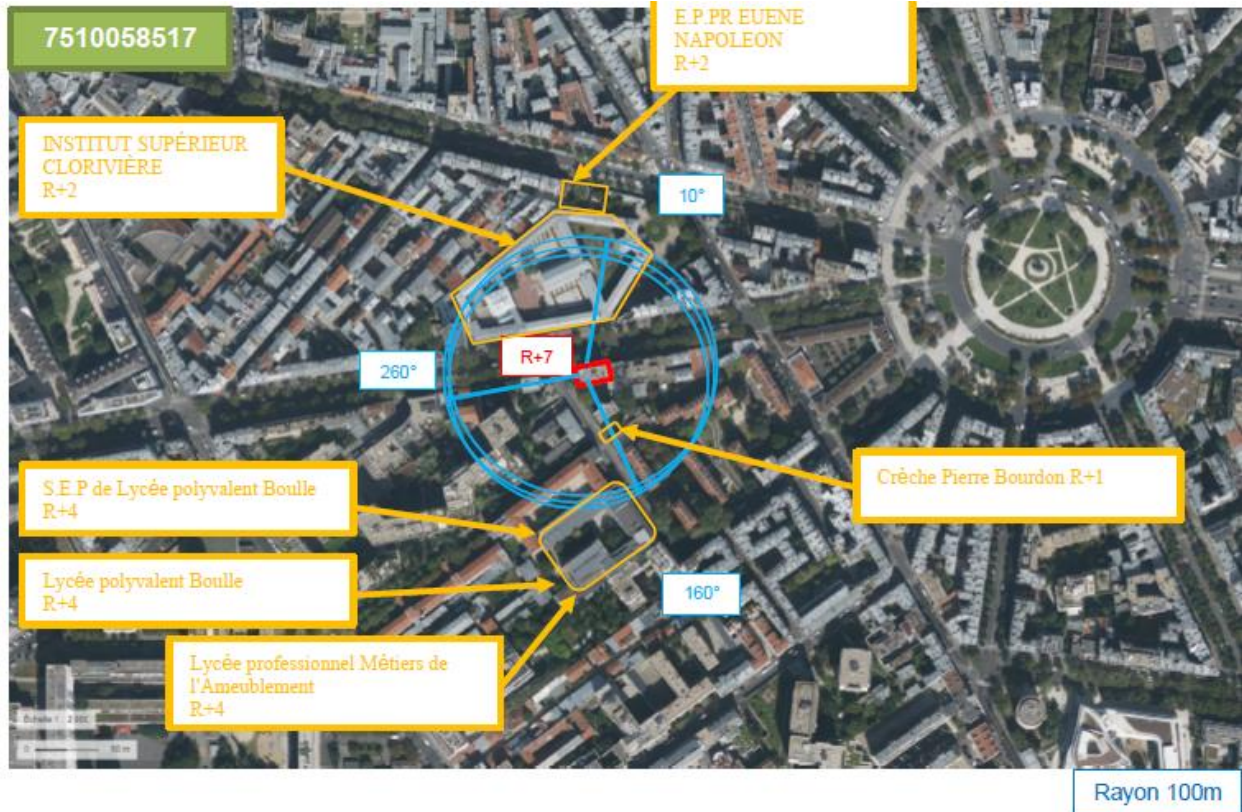 7510058517
E.P.PR EUENE
NAPOLEON
R+2
INSTITUT SUPÉRIEUR
CLORIVIÈRE
R+2
10°
R+7
260°
S.E.P de Lycée polyvalent Boulle
R+4
Crèche Pierre Bourdon R+1
Lycée polyvalent Boulle
R+4
160°
Lycée professionnel Métiers de
l'Ameublement
R+4
0
Rayon 100m